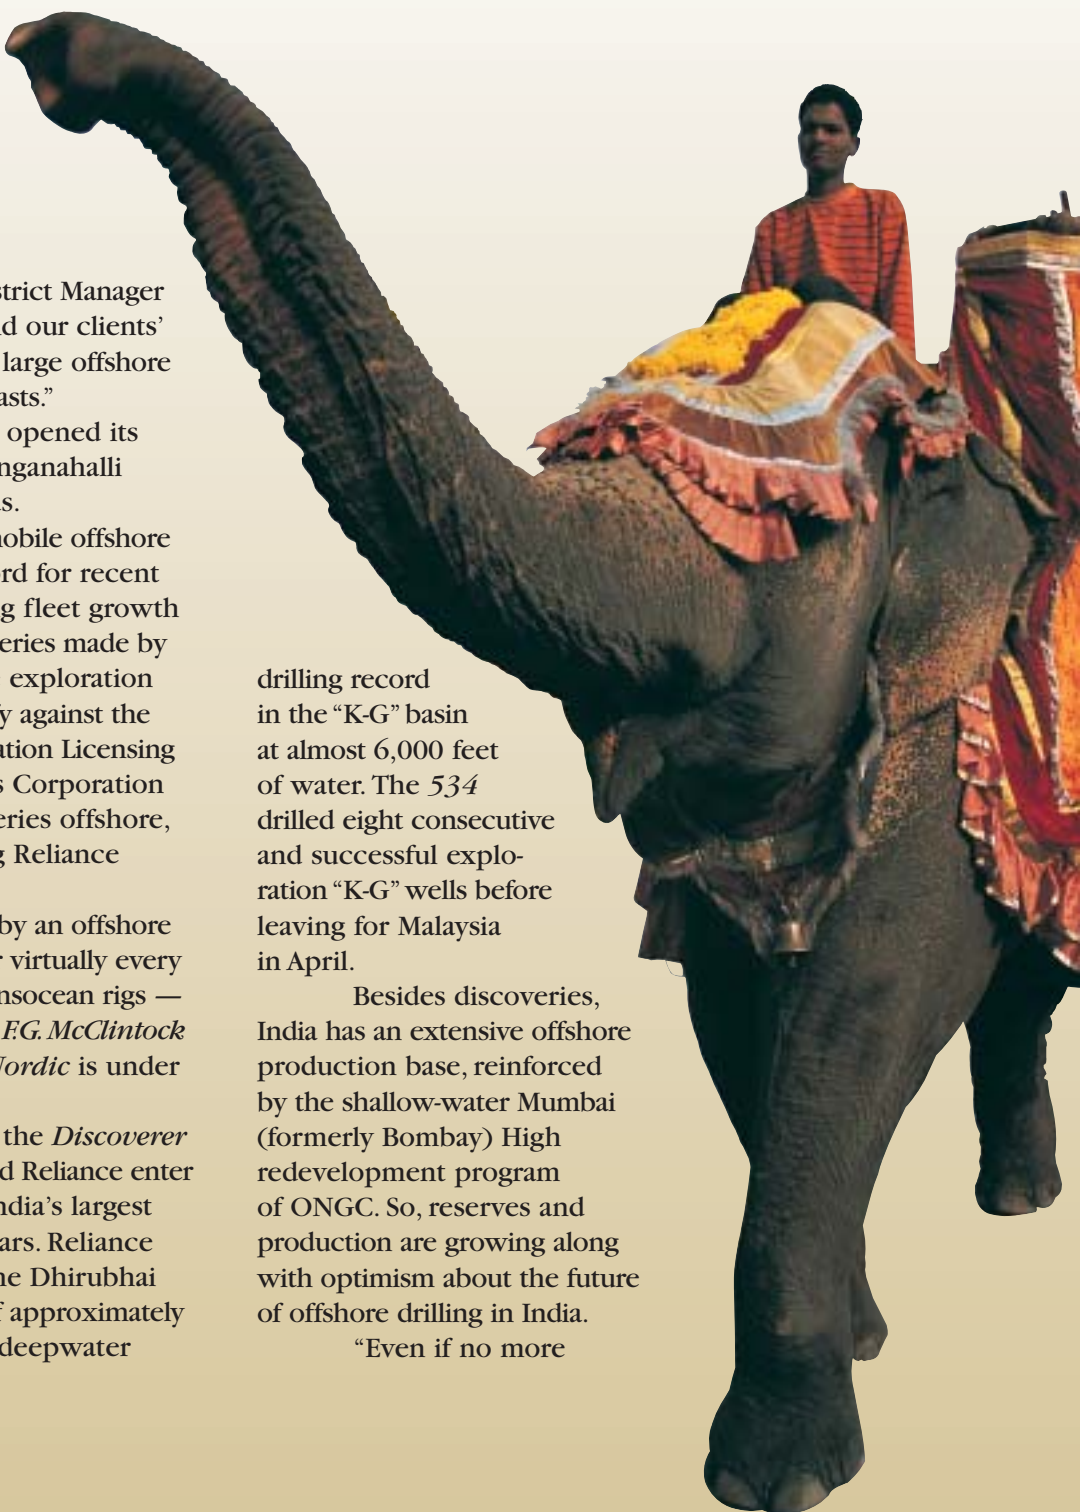 strict Manager
d our clients’
large offshore
asts.”
opened its
nganahalli
s.
mobile offshore
rd for recent
g fleet growth
eries made by
exploration
y against the
ation Licensing
s Corporation
eries offshore,
g Reliance
by an offshore
r virtually every
nsocean rigs —
F.G. McClintock
Nordic is under
the Discoverer
d Reliance enter
ndia’s largest
ars. Reliance
he Dhirubhai
f approximately
deepwater
drilling record
in the “K-G” basin
at almost 6,000 feet
of water. The 534
drilled eight consecutive
and successful explo-
ration “K-G” wells before
leaving for Malaysia
in April.
Besides discoveries,
India has an extensive offshore
production base, reinforced
by the shallow-water Mumbai
(formerly Bombay) High
redevelopment program
of ONGC. So, reserves and
production are growing along
with optimism about the future
of offshore drilling in India.
“Even if no more